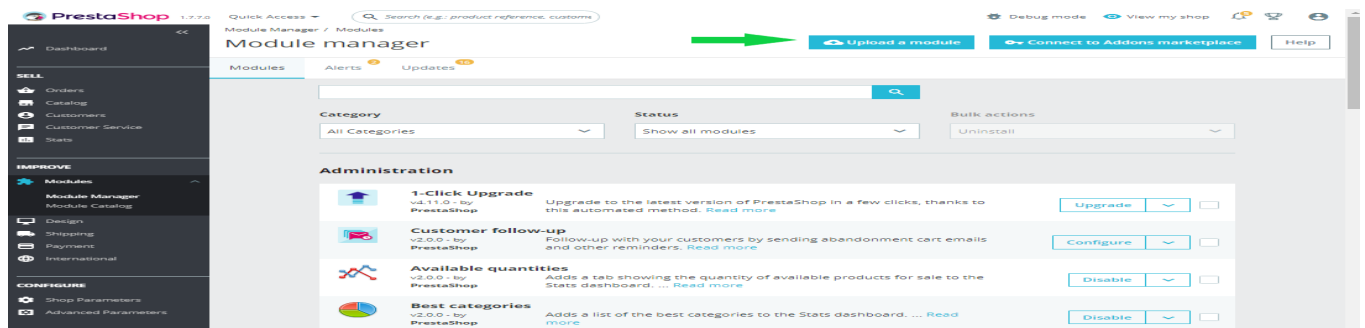 PrestaShop 1.7.7.0
Quick Access
Search (e.g.: product reference, custome
Debug mode
View my shop
<<
Dashboard
SELL
Orders
Catalog
Customers
Customer Service
Stats
IMPROVE
Modules
Module Manager
Module Catalog
Design
Shipping
Payment
International
CONFIGURE
Shop Parameters
Advanced Parameters
Module Manager / Modules
Module manager
Upload a module
Connect to Addons marketplace
Help
Modules
Alerts 2
Updates 16
Category
All Categories
Status
Show all modules
Bulk actions
Uninstall
Administration
1-Click Upgrade
v4.11.0 - by
PrestaShop
Upgrade to the latest version of PrestaShop in a few clicks, thanks to
this automated method. Read more
Upgrade
Customer follow-up
v2.0.0 - by
PrestaShop
Follow-up with your customers by sending abandonment cart emails
and other reminders. Read more
Configure
Available quantities
v2.0.0 - by
PrestaShop
Adds a tab showing the quantity of available products for sale to the
Stats dashboard. ... Read more
Disable
Best categories
v2.0.0 - by
PrestaShop
Adds a list of the best categories to the Stats dashboard. ... Read
more
Disable